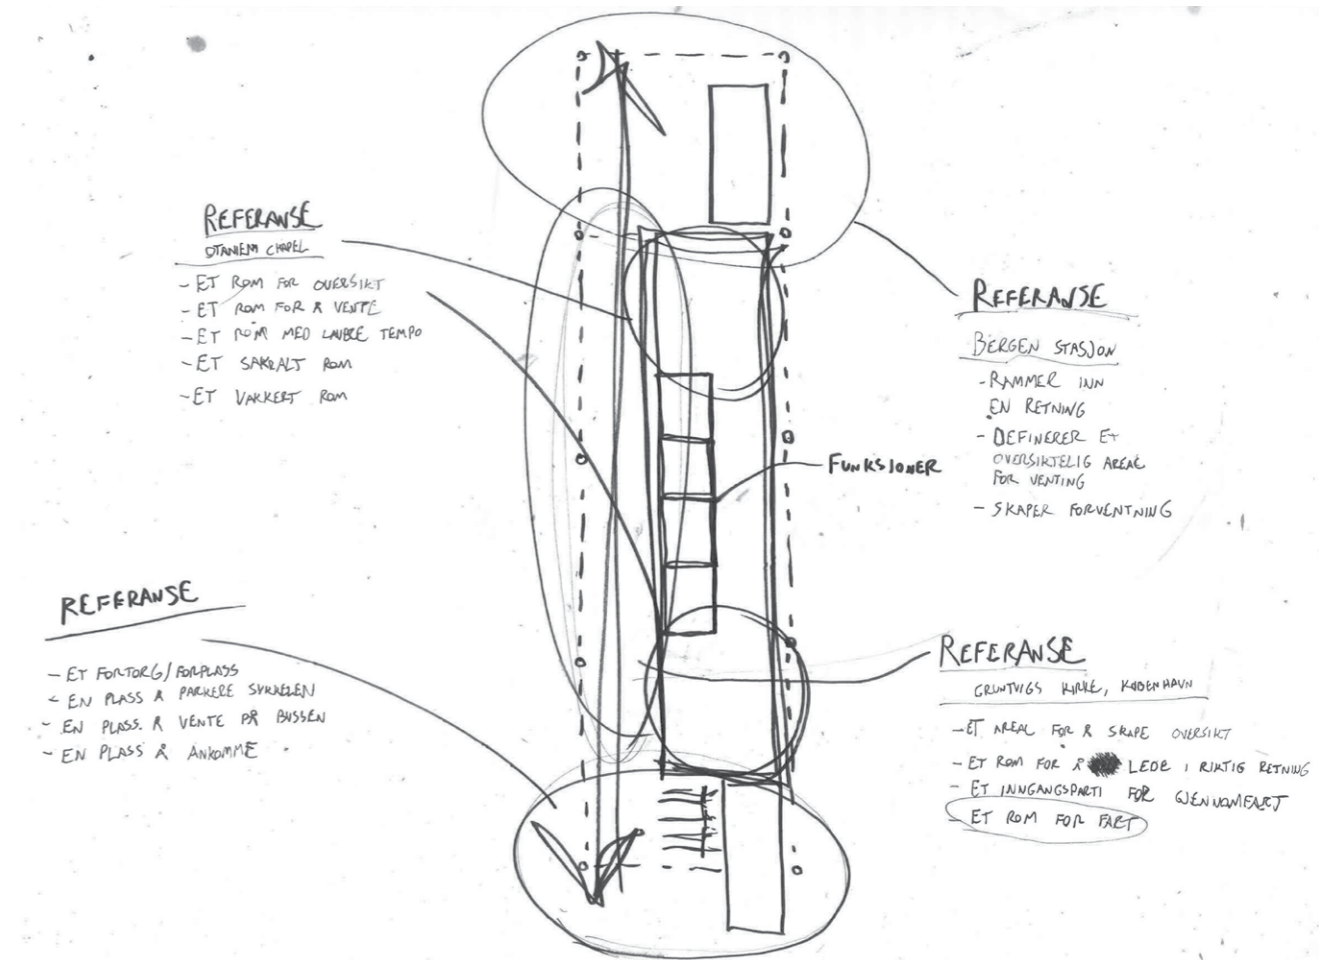 REFERANSE
OTANIEM CHAPEL
- ET ROM FOR OVERSIKT
- ET ROM FOR Å VENTE
- ET ROM MED LAVERE TEMPO
- ET SAKRALT ROM
- ET VAKKERT ROM
REFERANSE
BERGEN STASJON
- RAMMER INN
EN RETNING
- DEFINERER ET
OVERSIKTELIG AREAL
FOR VENTING
- SKAPER FORVENTNING
FUNKSJONER
REFERANSE
- ET FORTORG/FORPLASS
- EN PLASS Å PARKERE SYKKELEN
- EN PLASS Å VENTE PÅ BUSSEN
- EN PLASS Å ANKOMME
REFERANSE
GRUNTVIGS KIRKE, KØBENHAVN
- ET AREAL FOR Å SKAPE OVERSIKT
- ET ROM FOR Å LEDE I RIKTIG RETNING
- ET INNGANGSPARTI FOR GJENNOMFART
- ET ROM FOR FART